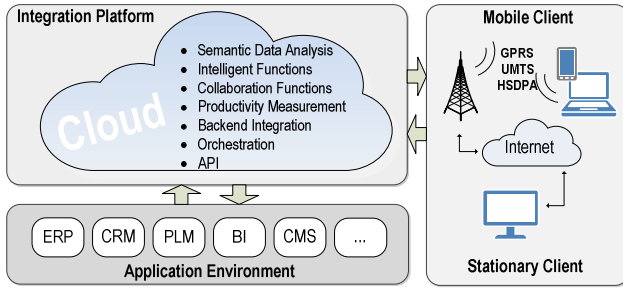 Integration Platform
Cloud
• Semantic Data Analysis
• Intelligent Functions
• Collaboration Functions
• Productivity Measurement
• Backend Integration
• Orchestration
• API
ERP
CRM
PLM
BI
CMS
...
Application Environment
Mobile Client
GPRS
UMTS
HSDPA
Internet
Stationary Client